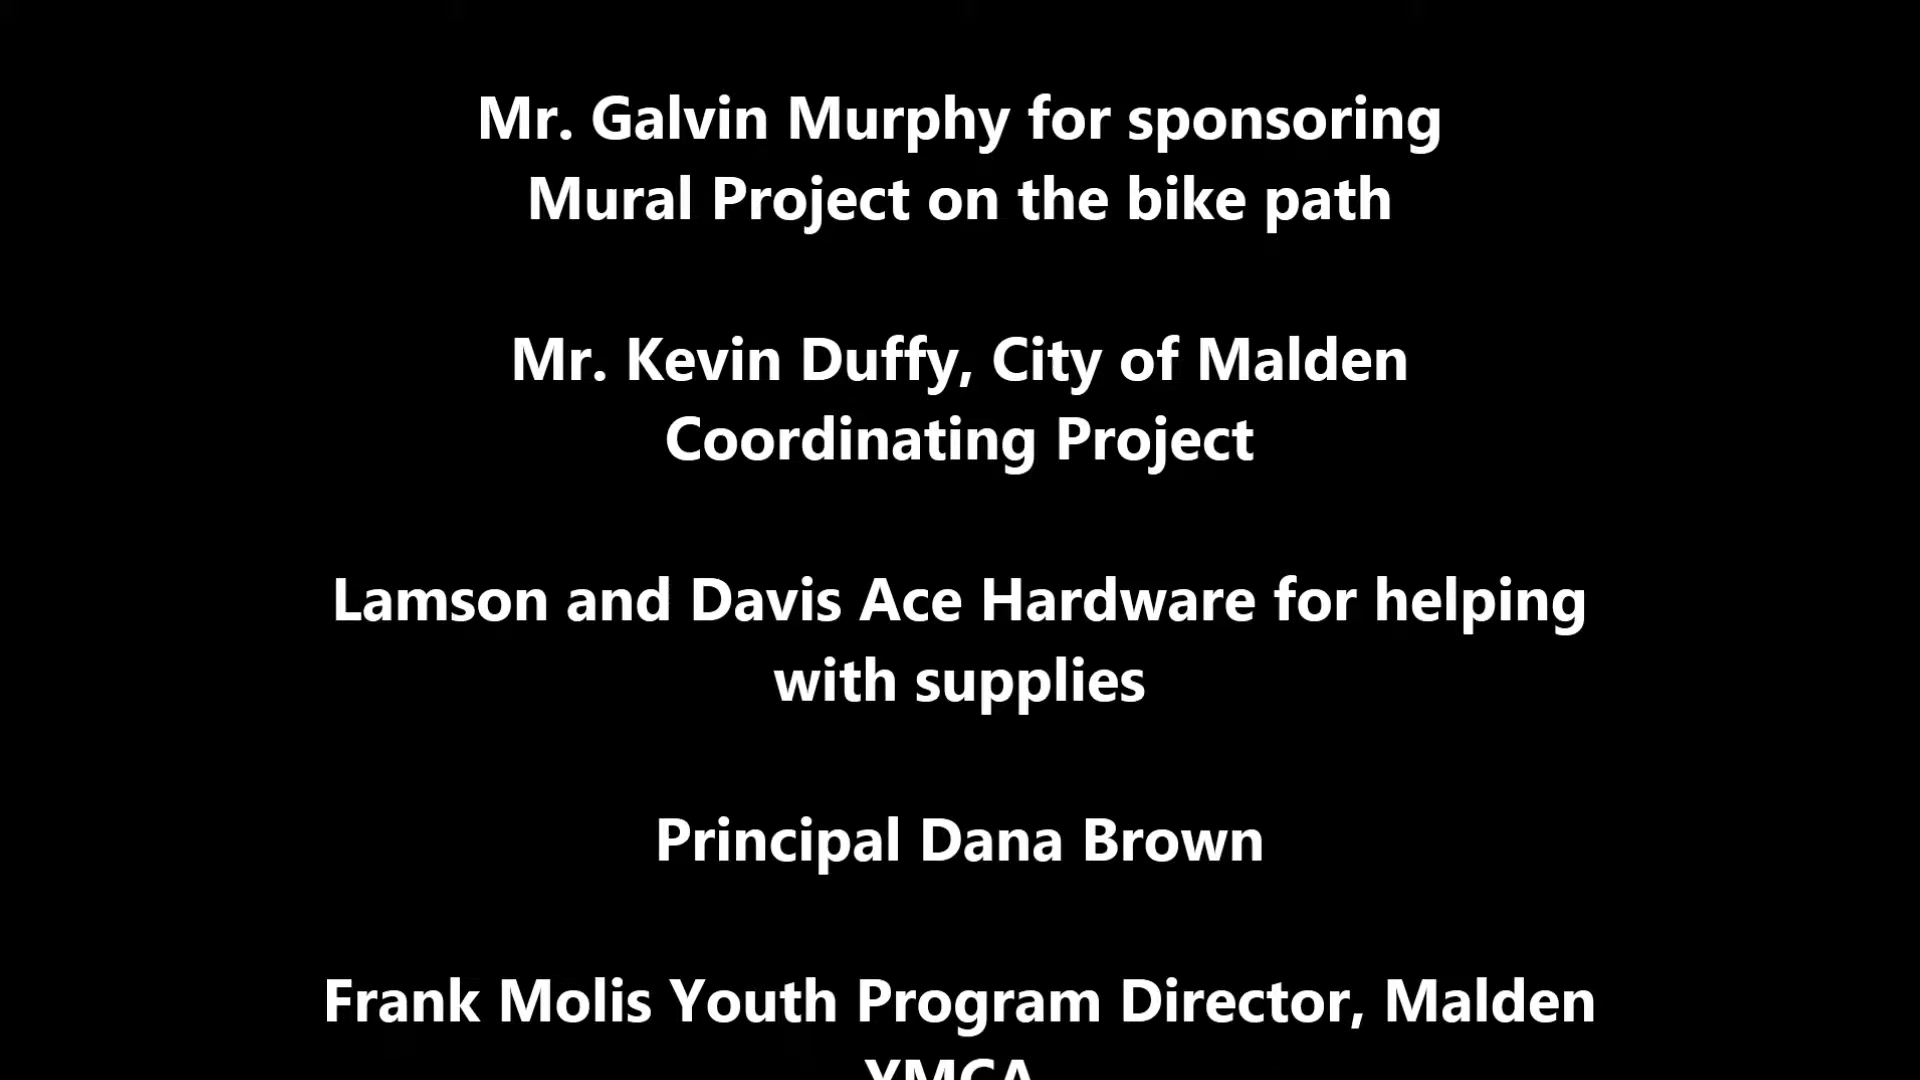 Mr. Galvin Murphy for sponsoring
Mural Project on the bike path
Mr. Kevin Duffy, City of Malden
Coordinating Project
Lamson and Davis Ace Hardware for helping
with supplies
Principal Dana Brown
Frank Molis Youth Program Director, Malden
YMCA